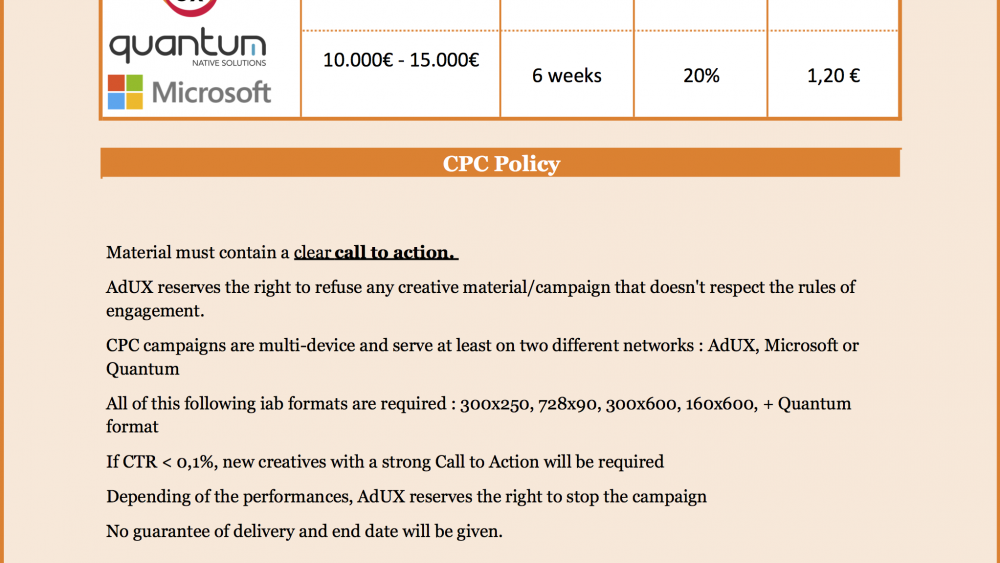 quantum
NATIVE SOLUTIONS
Microsoft
10.000€ - 15.000€
6 weeks
20%
1,20 €
CPC Policy
Material must contain a clear call to action.
AdUX reserves the right to refuse any creative material/campaign that doesn't respect the rules of
engagement.
CPC campaigns are multi-device and serve at least on two different networks : AdUX, Microsoft or
Quantum
All of this following iab formats are required : 300x250, 728x90, 300x600, 160x600, + Quantum
format
If CTR < 0,1%, new creatives with a strong Call to Action will be required
Depending of the performances, AdUX reserves the right to stop the campaign
No guarantee of delivery and end date will be given.